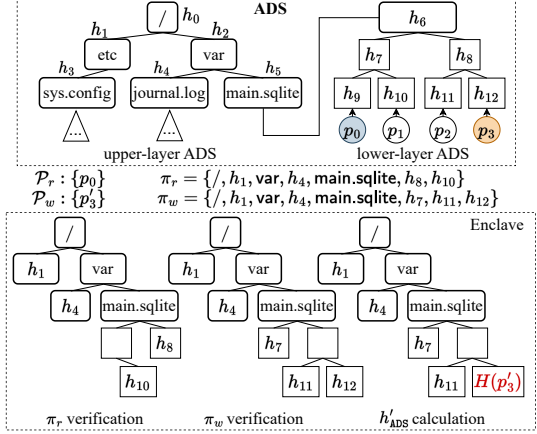 ADS
/ h₀
h₁ h₂ h₆
etc var
h₇ h₈
h₃ h₄ h₅
sys.config journal.log main.sqlite h₉ h₁₀ h₁₁ h₁₂
... ... p₀ p₁ p₂ p₃
upper-layer ADS lower-layer ADS
𝒫ᵣ : {p₀} πᵣ = {/, h₁, var, h₄, main.sqlite, h₈, h₁₀}
𝒫_w : {p′₃} π_w = {/, h₁, var, h₄, main.sqlite, h₇, h₁₁, h₁₂}
Enclave
/ / /
h₁ var h₁ var h₁ var
h₄ main.sqlite h₄ main.sqlite h₄ main.sqlite
h₈ h₇ h₇
h₁₀ h₁₁ h₁₂ h₁₁ H(p′₃)
πᵣ verification π_w verification h′_ADS calculation